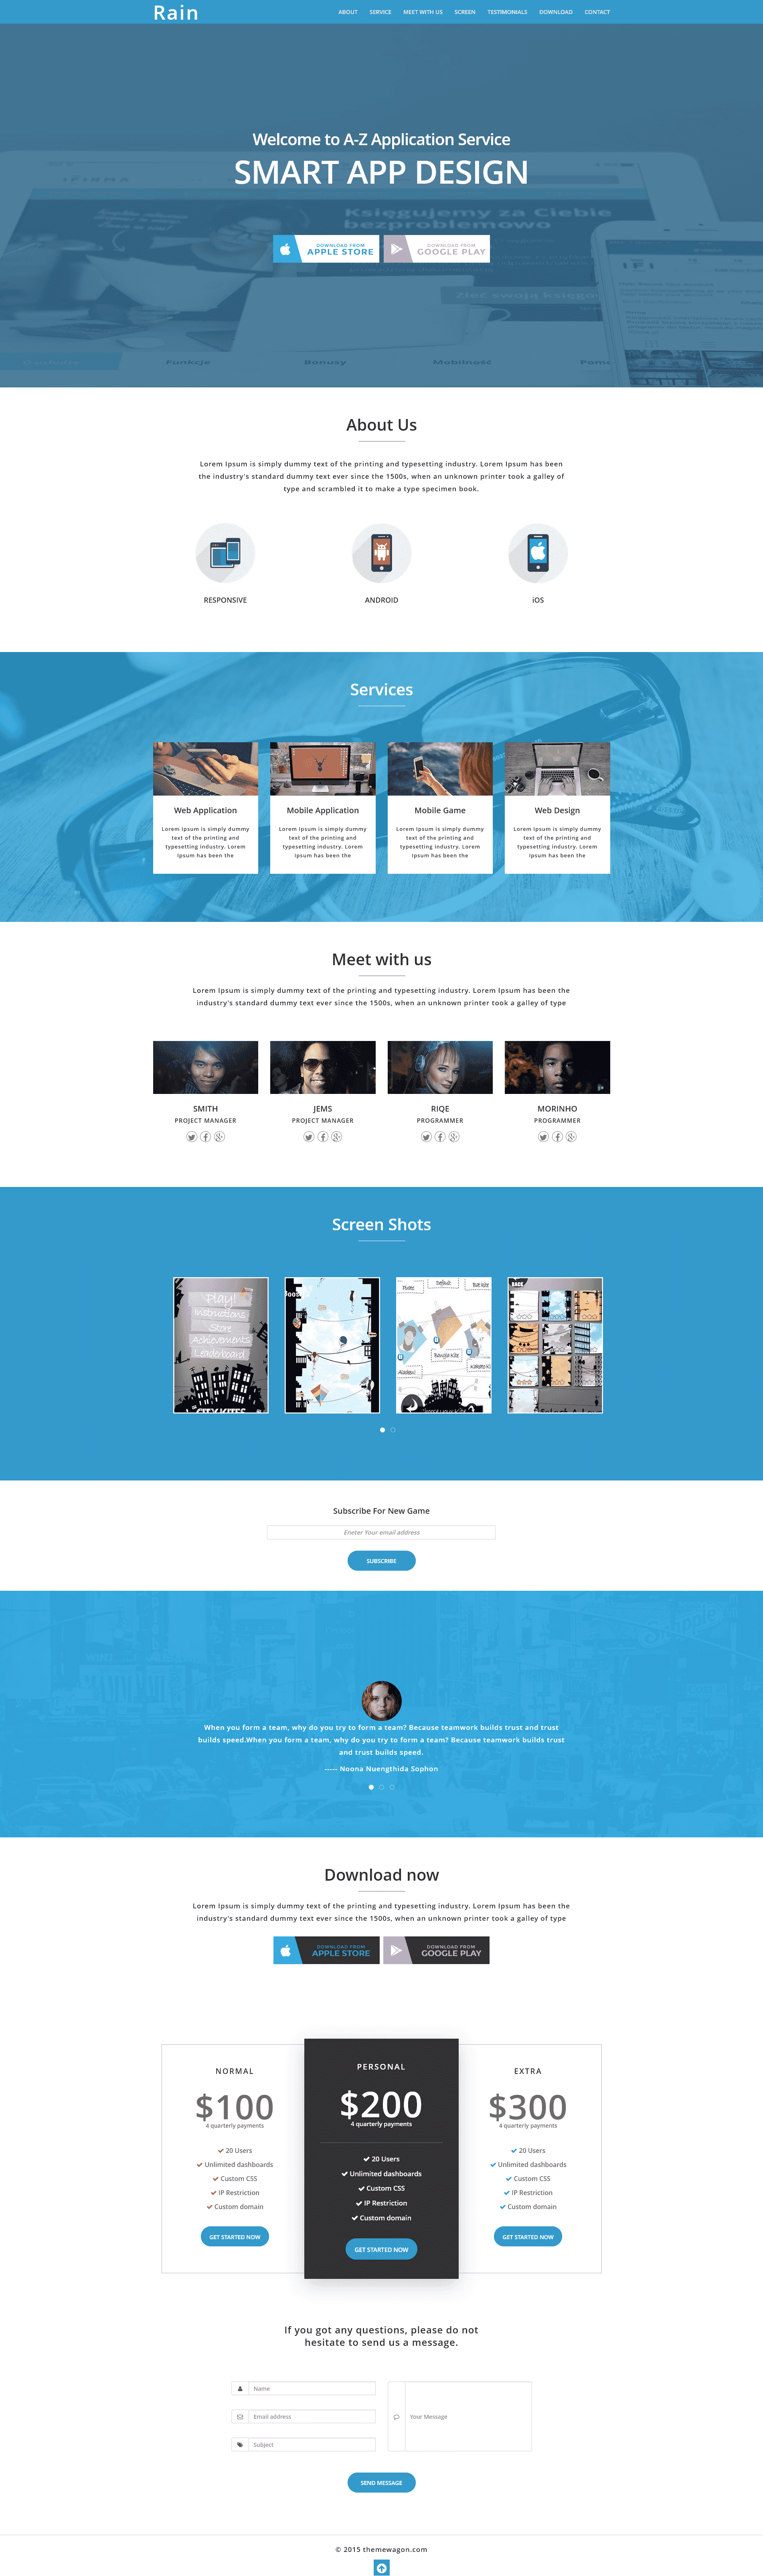 Rain
ABOUT SERVICE MEET WITH US SCREEN TESTIMONIALS DOWNLOAD CONTACT
Welcome to A-Z Application Service
SMART APP DESIGN
Księgujemy za Ciebie
bezproblemowo
DOWNLOAD FROM
APPLE STORE
DOWNLOAD FROM
GOOGLE PLAY
Funkcje Bonusy Mobilność
About Us
Lorem Ipsum is simply dummy text of the printing and typesetting industry. Lorem Ipsum has been
the industry's standard dummy text ever since the 1500s, when an unknown printer took a galley of
type and scrambled it to make a type specimen book.
RESPONSIVE
ANDROID
iOS
Services
Web Application
Lorem Ipsum is simply dummy
text of the printing and
typesetting industry. Lorem
Ipsum has been the
Mobile Application
Lorem Ipsum is simply dummy
text of the printing and
typesetting industry. Lorem
Ipsum has been the
Mobile Game
Lorem Ipsum is simply dummy
text of the printing and
typesetting industry. Lorem
Ipsum has been the
Web Design
Lorem Ipsum is simply dummy
text of the printing and
typesetting industry. Lorem
Ipsum has been the
Meet with us
Lorem Ipsum is simply dummy text of the printing and typesetting industry. Lorem Ipsum has been the
industry's standard dummy text ever since the 1500s, when an unknown printer took a galley of type
SMITH
PROJECT MANAGER
JEMS
PROJECT MANAGER
RIQE
PROGRAMMER
MORINHO
PROGRAMMER
Screen Shots
Play!
Instructions
Store
Achievements
Leaderboard
CITY KITES
Pirate
Default
Bat Kite
Bangla Kite
BACK
Subscribe For New Game
Eneter Your email address
SUBSCRIBE
When you form a team, why do you try to form a team? Because teamwork builds trust and trust
builds speed.When you form a team, why do you try to form a team? Because teamwork builds trust
and trust builds speed.
----- Noona Nuengthida Sophon
Download now
Lorem Ipsum is simply dummy text of the printing and typesetting industry. Lorem Ipsum has been the
industry's standard dummy text ever since the 1500s, when an unknown printer took a galley of type
DOWNLOAD FROM
APPLE STORE
DOWNLOAD FROM
GOOGLE PLAY
NORMAL
$100
4 quarterly payments
20 Users
Unlimited dashboards
Custom CSS
IP Restriction
Custom domain
GET STARTED NOW
PERSONAL
$200
4 quarterly payments
20 Users
Unlimited dashboards
Custom CSS
IP Restriction
Custom domain
GET STARTED NOW
EXTRA
$300
4 quarterly payments
20 Users
Unlimited dashboards
Custom CSS
IP Restriction
Custom domain
GET STARTED NOW
If you got any questions, please do not
hesitate to send us a message.
Name
Email address
Subject
Your Message
SEND MESSAGE
© 2015 themewagon.com